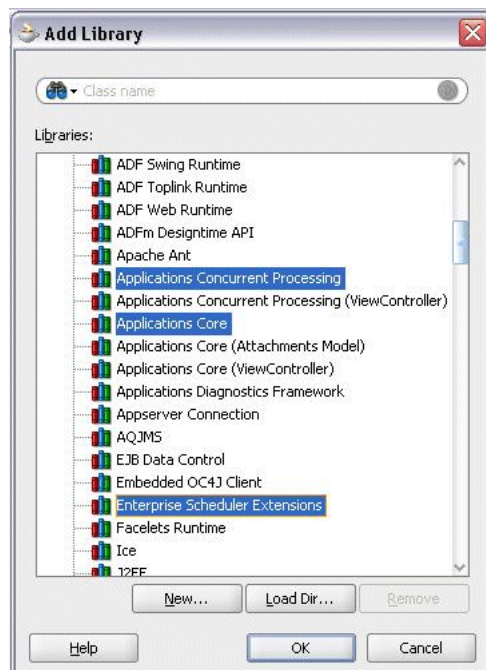 Add Library
Class name
Libraries:
ADF Swing Runtime
ADF Toplink Runtime
ADF Web Runtime
ADFm Designtime API
Apache Ant
Applications Concurrent Processing
Applications Concurrent Processing (ViewController)
Applications Core
Applications Core (Attachments Model)
Applications Core (ViewController)
Applications Diagnostics Framework
Appserver Connection
AQJMS
EJB Data Control
Embedded OC4J Client
Enterprise Scheduler Extensions
Facelets Runtime
Ice
J2EE
New... Load Dir... Remove
Help OK Cancel